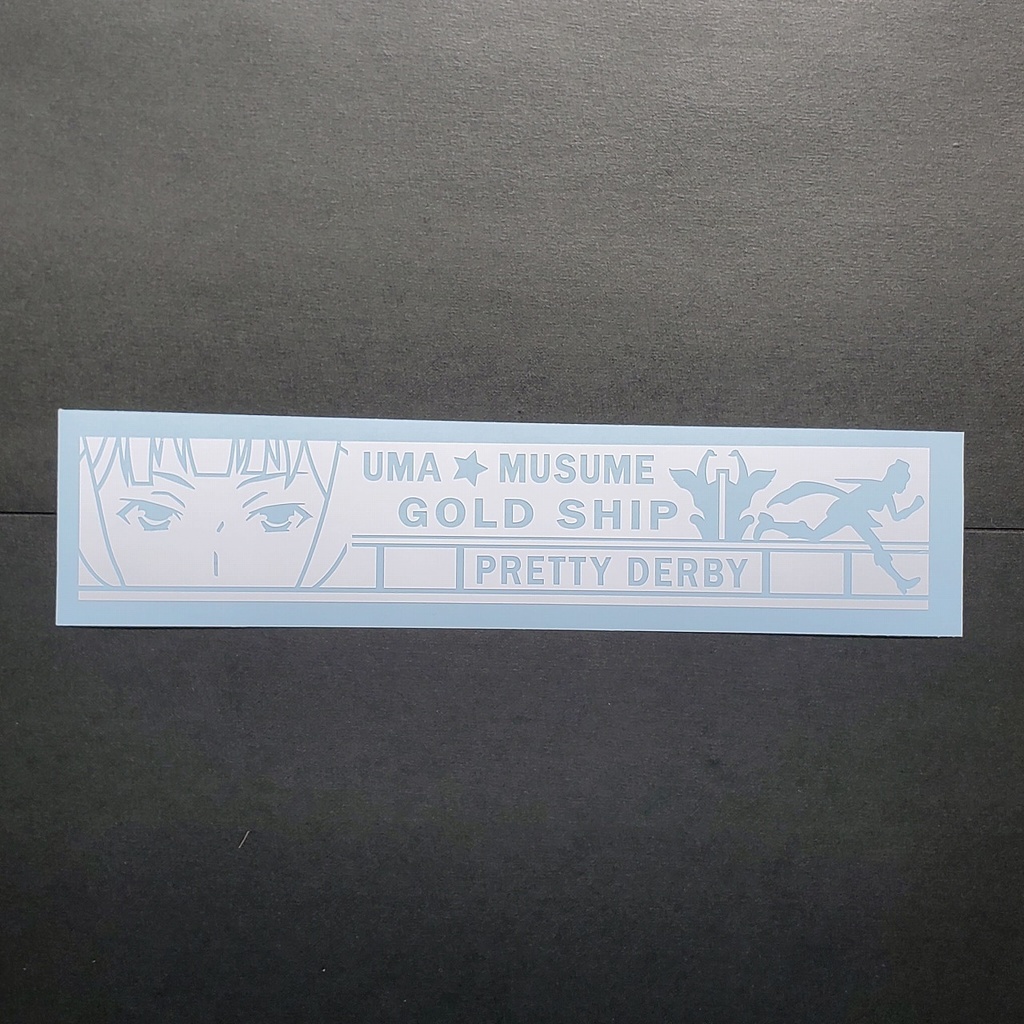 UMA ★ MUSUME
GOLD SHIP
PRETTY DERBY